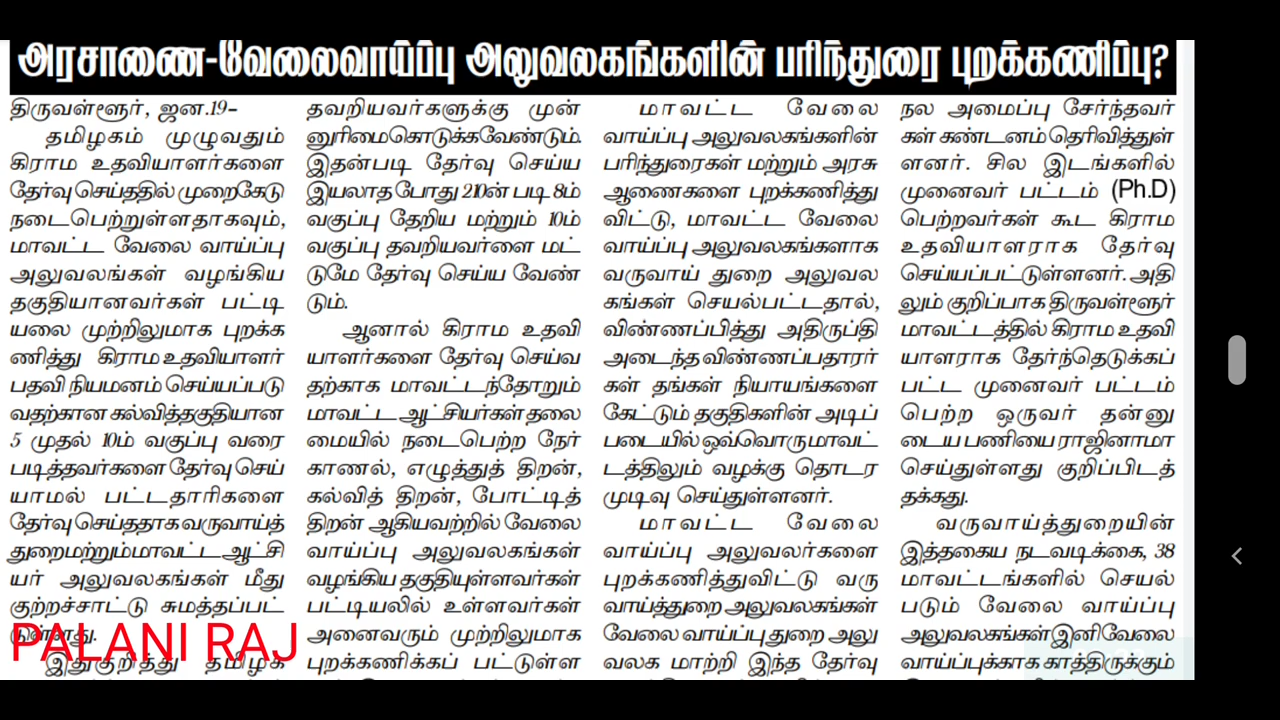 அரசாணை-வேலைவாய்ப்பு அலுவலகங்களின் பரிந்துரை புறக்கணிப்பு?
திருவள்ளூர், ஜன.19-
தமிழகம் முழுவதும்
கிராம உதவியாளர்களை
தேர்வு செய்ததில் முறைகேடு
நடைபெற்றுள்ளதாகவும்,
மாவட்ட வேலை வாய்ப்பு
அலுவலங்கள் வழங்கிய
தகுதியானவர்கள் பட்டி
யலை முற்றிலுமாக புறக்க
ணித்து கிராம உதவியாளர்
பதவி நியமனம் செய்யப்படு
வதற்கான கல்வித்தகுதியான
5 முதல் 10ம் வகுப்பு வரை
படித்தவர்களை தேர்வு செய்
யாமல் பட்டதாரிகளை
தேர்வு செய்ததாக வருவாய்த்
துறை மற்றும் மாவட்ட ஆட்சி
யர் அலுவலகங்கள் மீது
குற்றச்சாட்டு சுமத்தப்பட்
டுள்ளது.
இதுகுறித்து தமிழக
PALANI RAJ
தவறியவர்களுக்கு முன்
னுரிமைகொடுக்கவேண்டும்.
இதன்படி தேர்வு செய்ய
இயலாத போது 210ன் படி 8ம்
வகுப்பு தேறிய மற்றும் 10ம்
வகுப்பு தவறியவர்ளை மட்
டுமே தேர்வு செய்ய வேண்
டும்.
ஆனால் கிராம உதவி
யாளர்களை தேர்வு செய்வ
தற்காக மாவட்டந்தோறும்
மாவட்ட ஆட்சியர்கள் தலை
மையில் நடைபெற்ற நேர்
காணல், எழுத்துத் திறன்,
கல்வித் திறன், போட்டித்
திறன் ஆகியவற்றில் வேலை
வாய்ப்பு அலுவலகங்கள்
வழங்கிய தகுதியுள்ளவர்கள்
பட்டியலில் உள்ளவர்கள்
அனைவரும் முற்றிலுமாக
புறக்கணிக்கப் பட்டுள்ள
மாவட்ட வேலை
வாய்ப்பு அலுவலகங்களின்
பரிந்துரைகள் மற்றும் அரசு
ஆணைகளை புறக்கணித்து
விட்டு, மாவட்ட வேலை
வாய்ப்பு அலுவலகங்களாக
வருவாய் துறை அலுவல
கங்கள் செயல்பட்டதால்,
விண்ணப்பித்து அதிருப்தி
அடைந்த விண்ணப்பதாரர்
கள் தங்கள் நியாயங்களை
கேட்டும் தகுதிகளின் அடிப்
படையில் ஒவ்வொரு மாவட்
டத்திலும் வழக்கு தொடர
முடிவு செய்துள்ளனர்.
மாவட்ட வேலை
வாய்ப்பு அலுவலர்களை
புறக்கணித்துவிட்டு வரு
வாய்த்துறை அலுவலகங்கள்
வேலை வாய்ப்பு துறை அலு
வலக மாற்றி இந்த தேர்வு
நல அமைப்பு சேர்ந்தவர்
கள் கண்டனம் தெரிவித்துள்
ளனர். சில இடங்களில்
முனைவர் பட்டம் (Ph.D)
பெற்றவர்கள் கூட கிராம
உதவியாளராக தேர்வு
செய்யப்பட்டுள்ளனர். அதி
லும் குறிப்பாக திருவள்ளூர்
மாவட்டத்தில் கிராம உதவி
யாளராக தேர்ந்தெடுக்கப்
பட்ட முனைவர் பட்டம்
பெற்ற ஒருவர் தன்னு
டைய பணியை ராஜினாமா
செய்துள்ளது குறிப்பிடத்
தக்கது.
வருவாய்த்துறையின்
இத்தகைய நடவடிக்கை, 38
மாவட்டங்களில் செயல்
படும் வேலை வாய்ப்பு
அலுவலகங்கள் இனி வேலை
வாய்ப்புக்காக காத்திருக்கும்